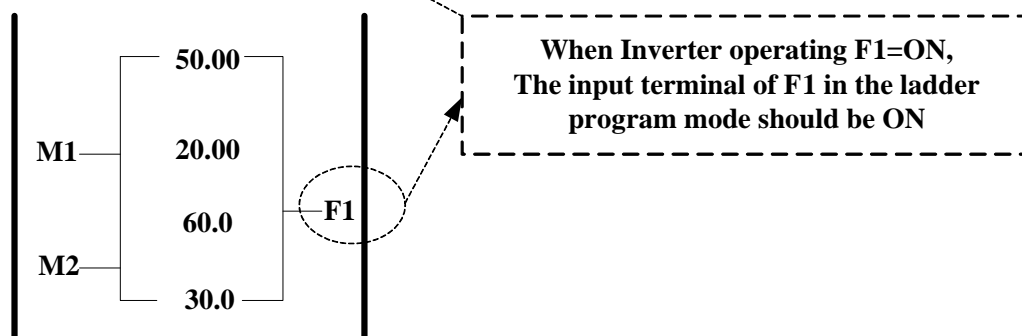 50.00
M1
20.00
F1
60.0
M2
30.0
When Inverter operating F1=ON,
The input terminal of F1 in the ladder
program mode should be ON